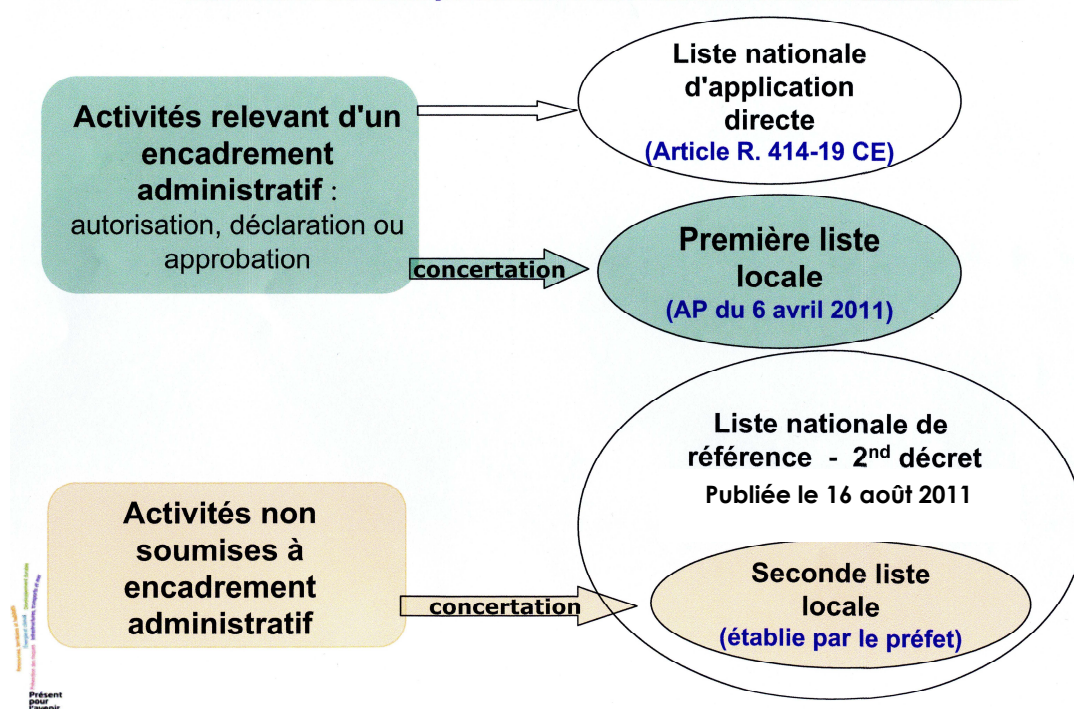 Activités relevant d'un
encadrement
administratif :
autorisation, déclaration ou
approbation
Liste nationale
d'application
directe
(Article R. 414-19 CE)
concertation
Première liste
locale
(AP du 6 avril 2011)
Liste nationale de
référence - 2nd décret
Publiée le 16 août 2011
Activités non
soumises à
encadrement
administratif
concertation
Seconde liste
locale
(établie par le préfet)
Présent
pour
l'avenir